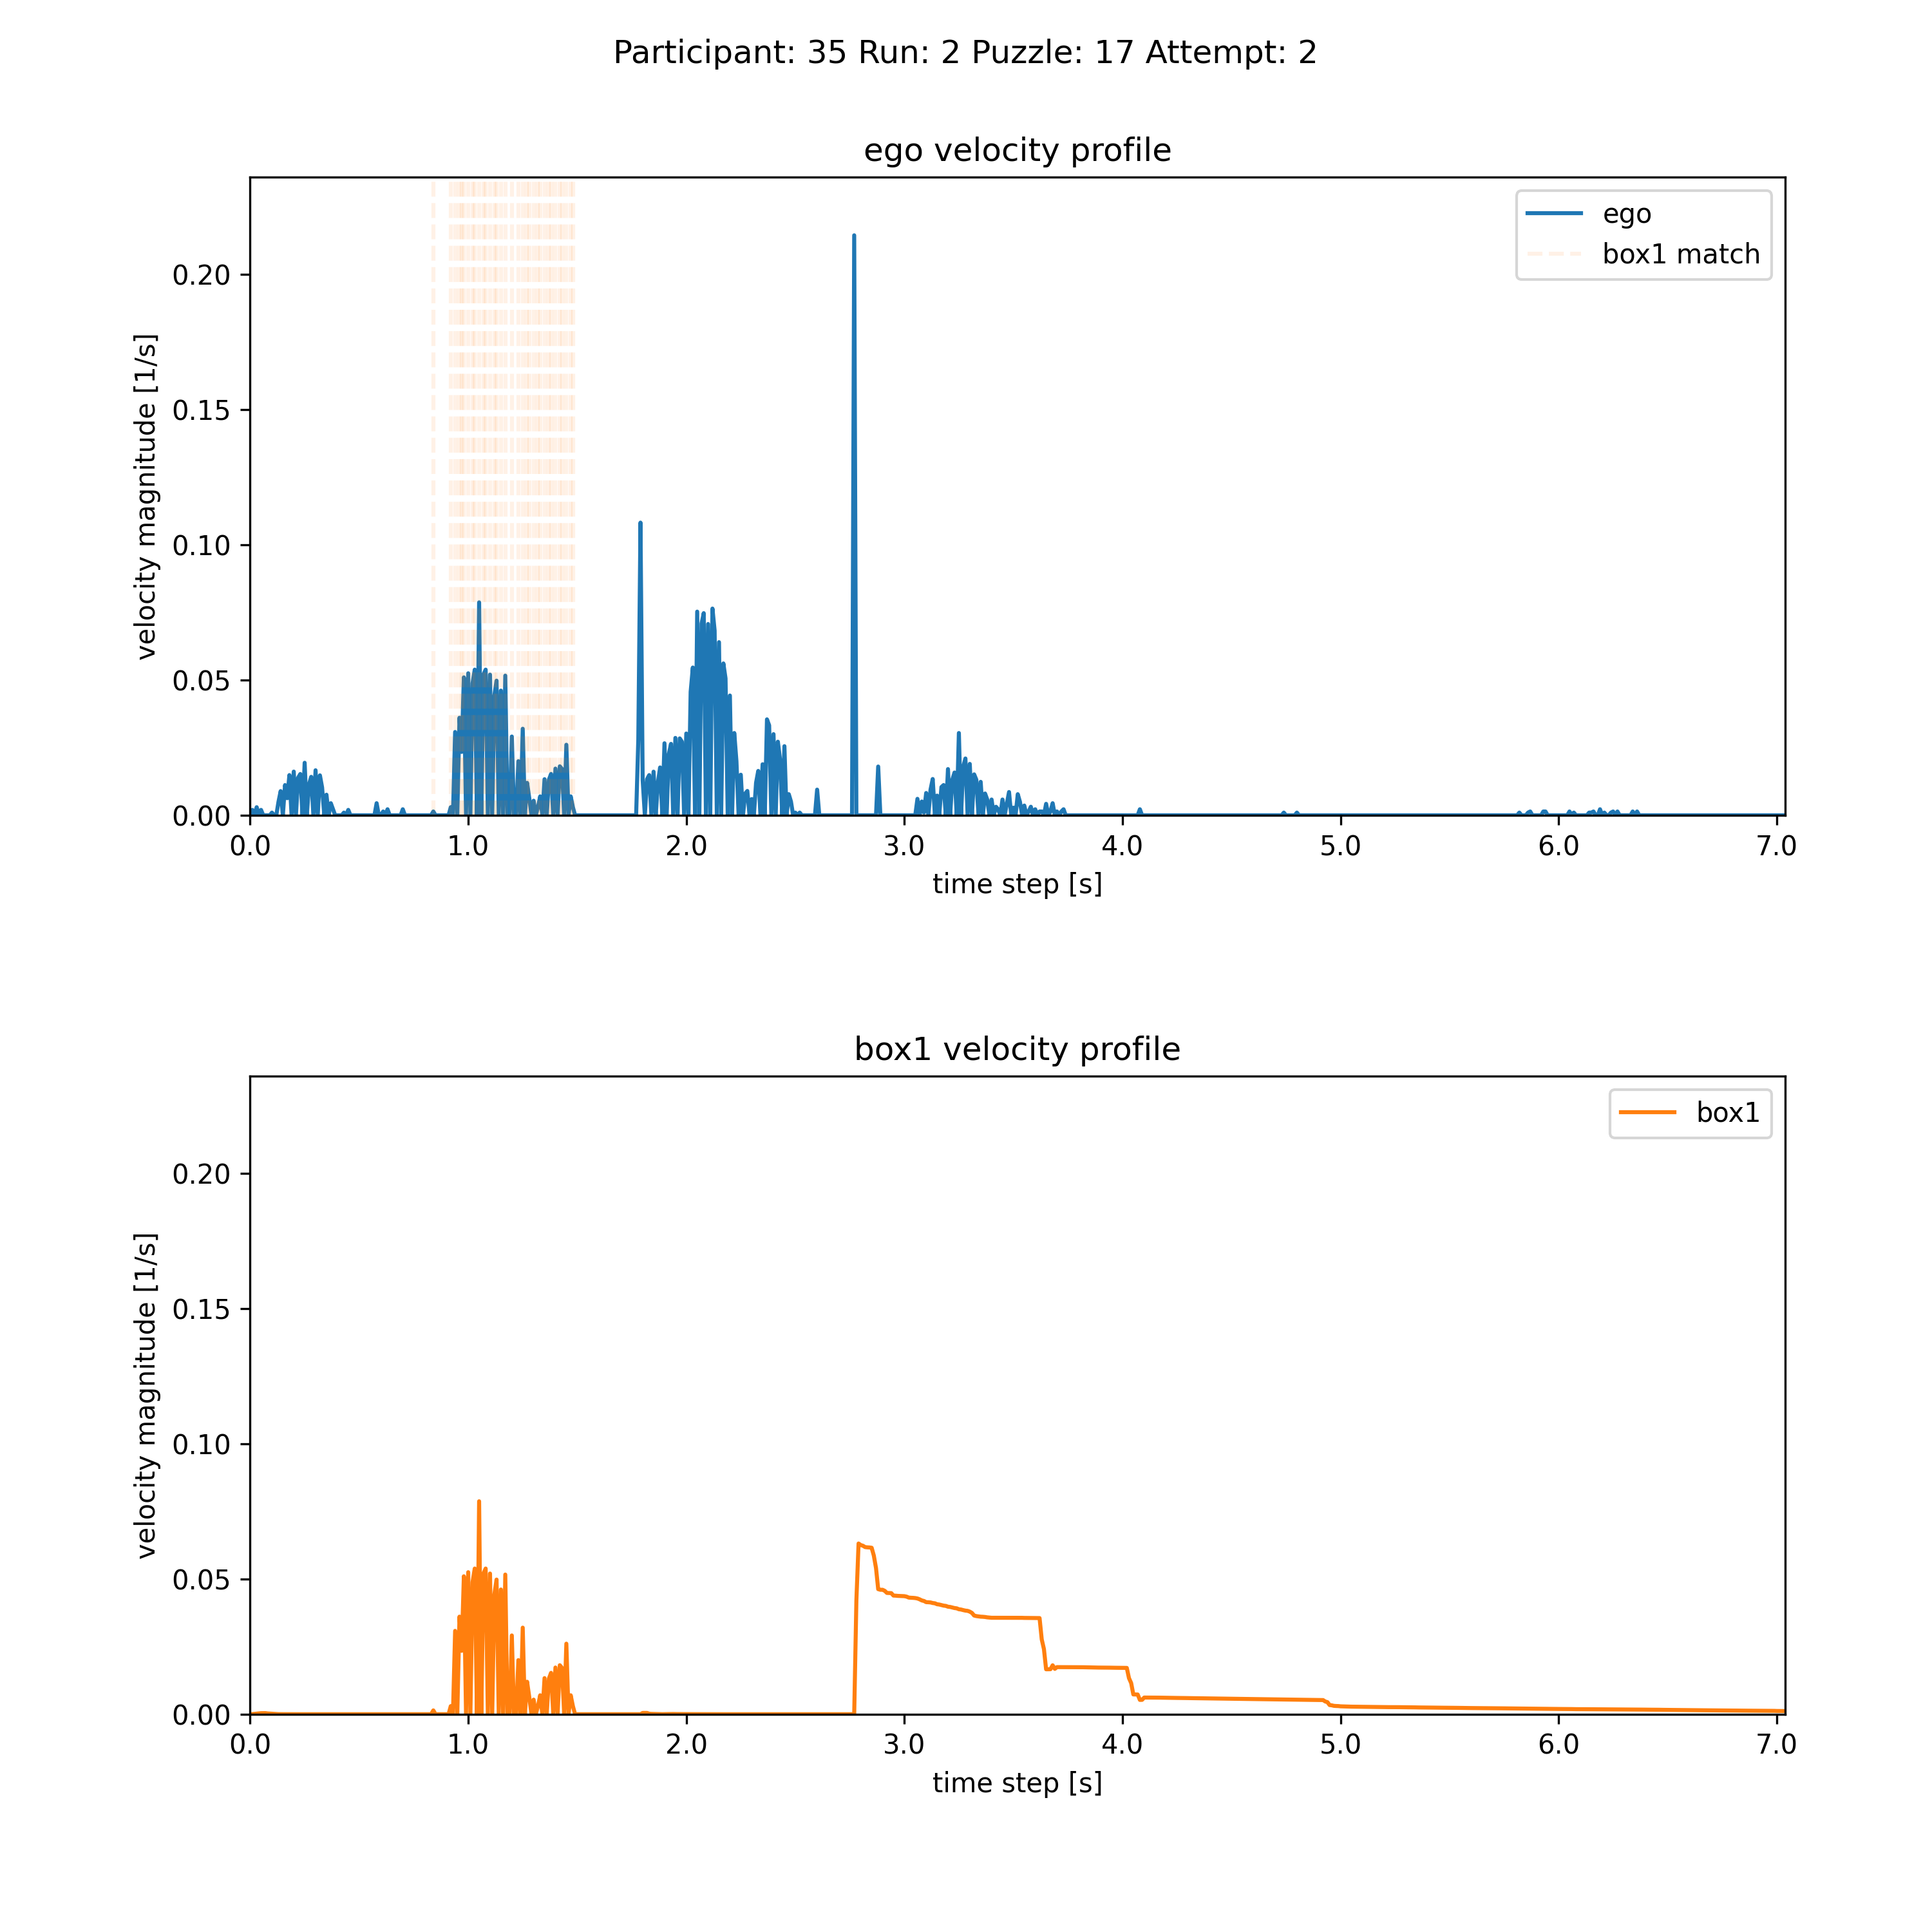 Participant: 35 Run: 2 Puzzle: 17 Attempt: 2
ego velocity profile
ego
box1 match
velocity magnitude [1/s]
0.20
0.15
0.10
0.05
0.00
0.0 1.0 2.0 3.0 4.0 5.0 6.0 7.0
time step [s]
box1 velocity profile
box1
velocity magnitude [1/s]
0.20
0.15
0.10
0.05
0.00
0.0 1.0 2.0 3.0 4.0 5.0 6.0 7.0
time step [s]